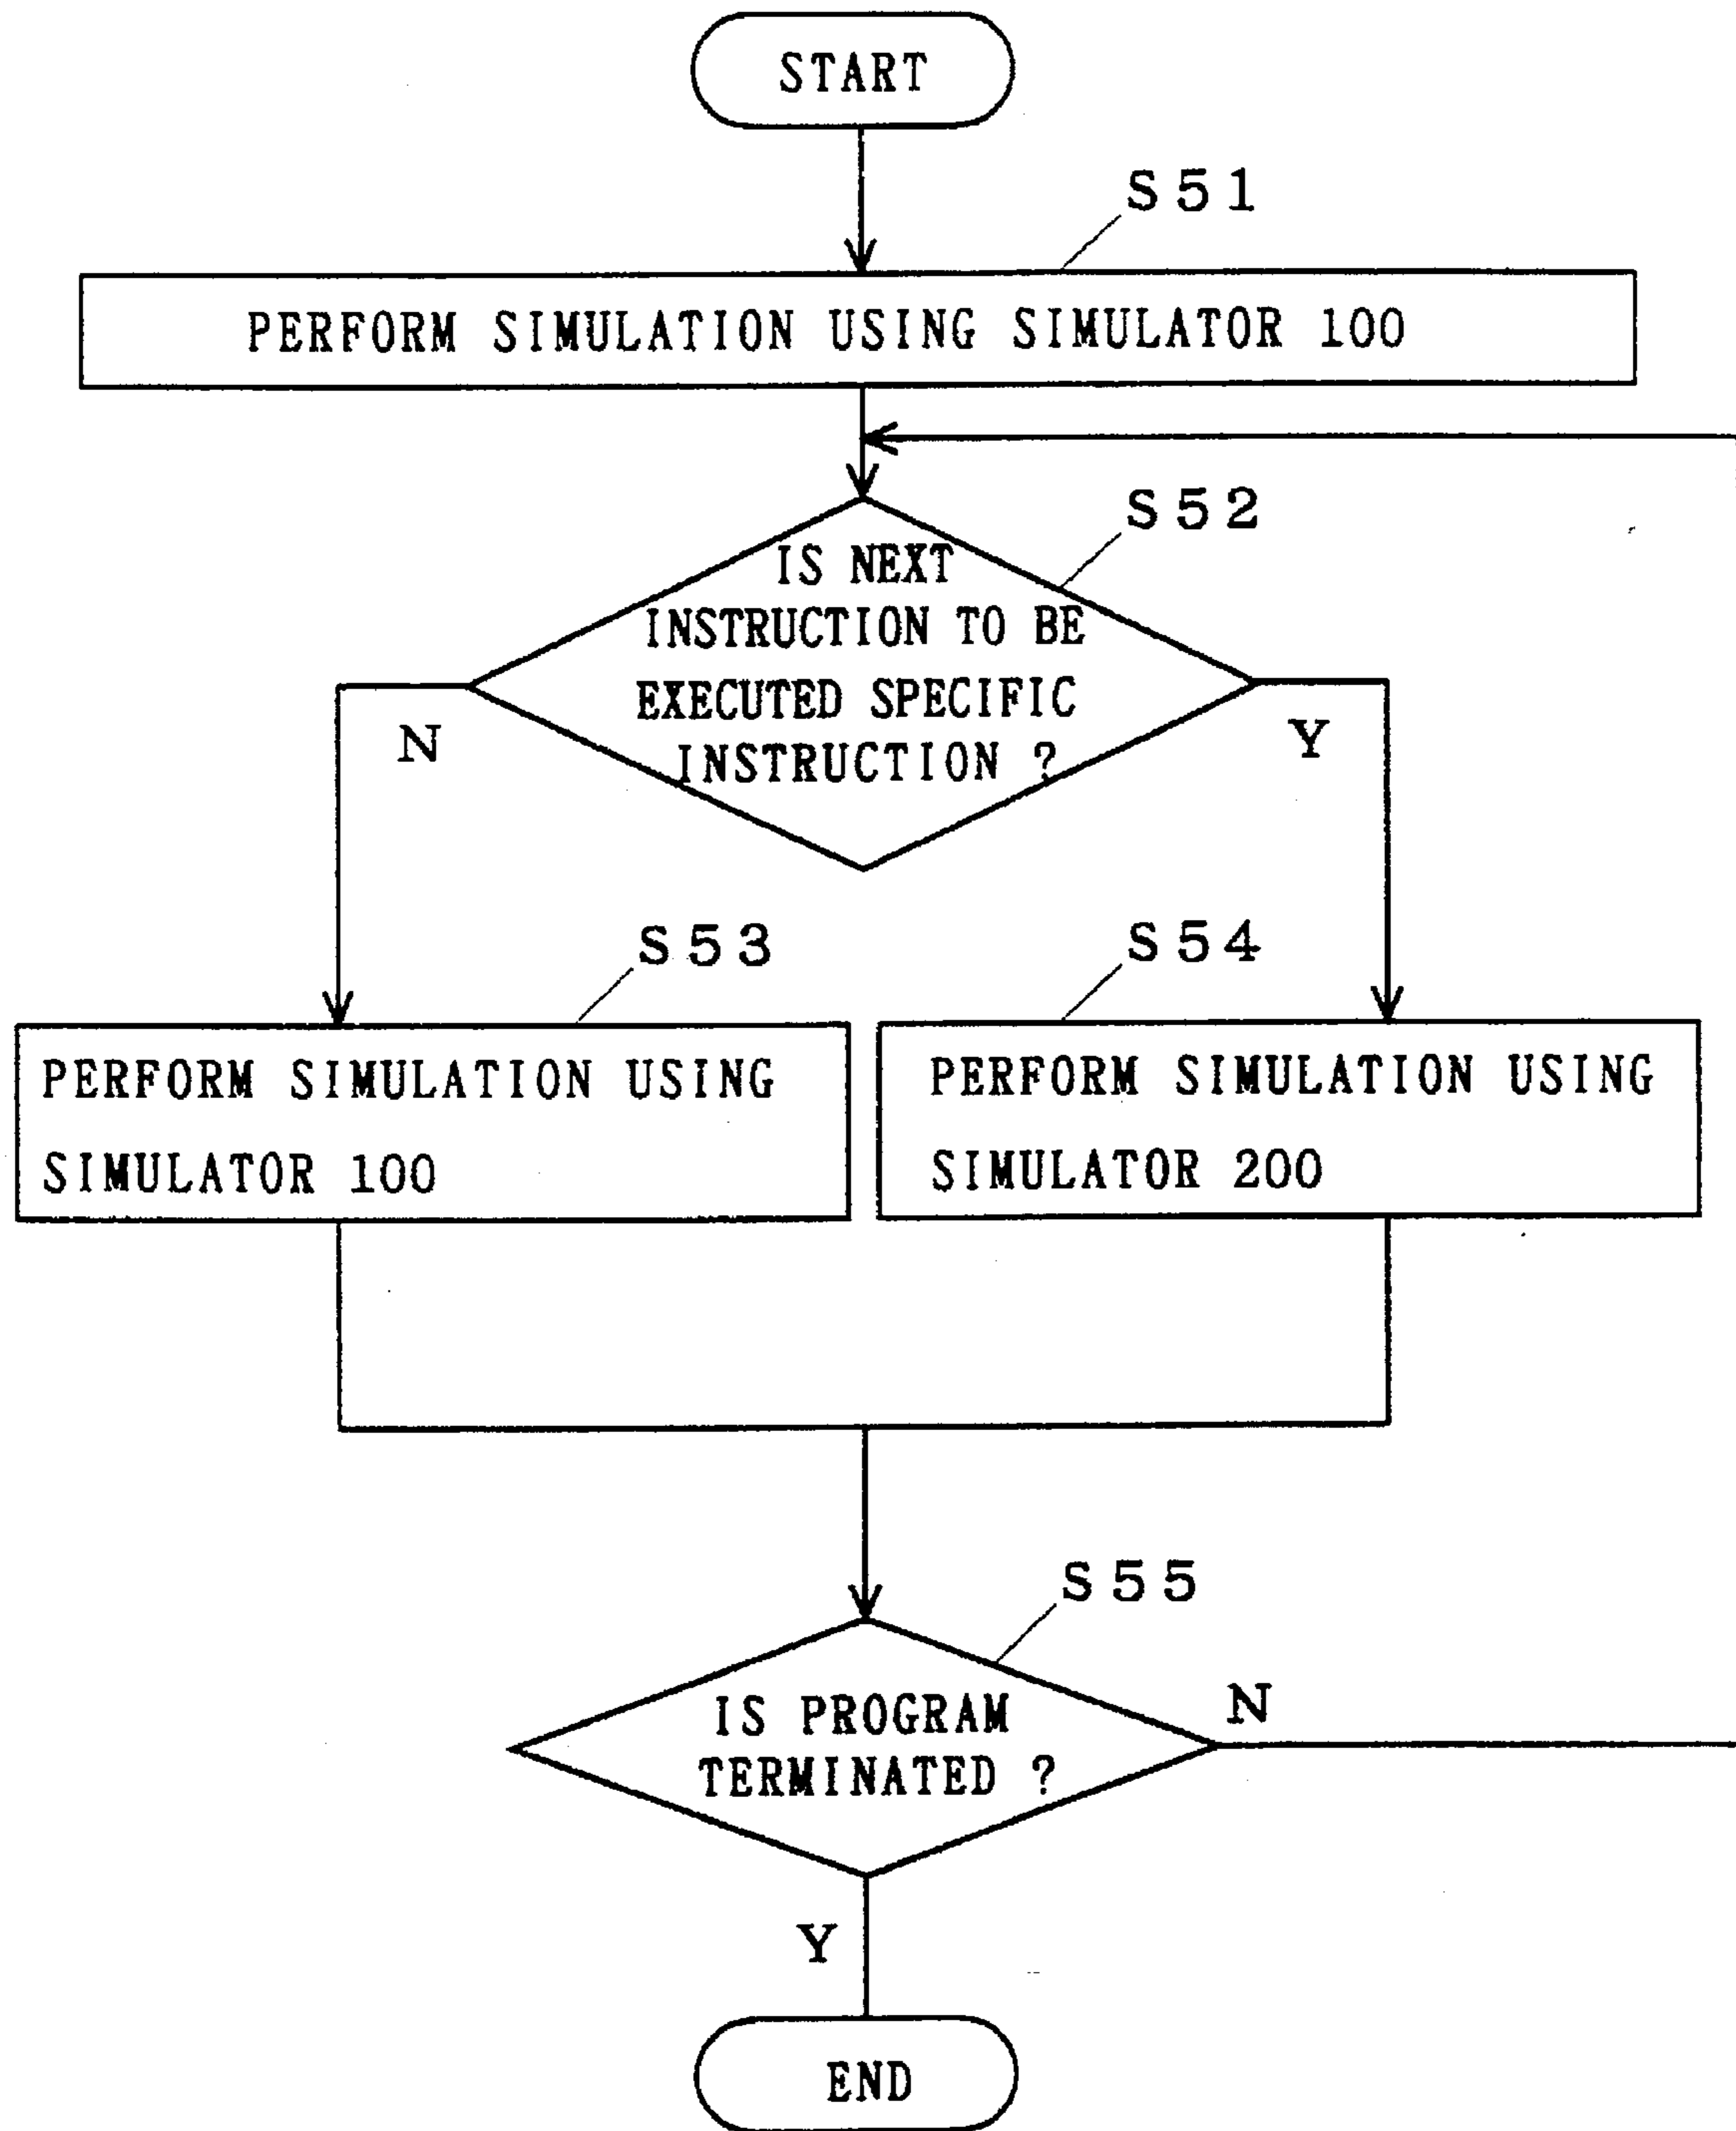 START
S51
PERFORM SIMULATION USING SIMULATOR 100
S52
IS NEXT
INSTRUCTION TO BE
EXECUTED SPECIFIC
INSTRUCTION ?
N
Y
S53
S54
PERFORM SIMULATION USING
SIMULATOR 100
PERFORM SIMULATION USING
SIMULATOR 200
S55
IS PROGRAM
TERMINATED ?
N
Y
END